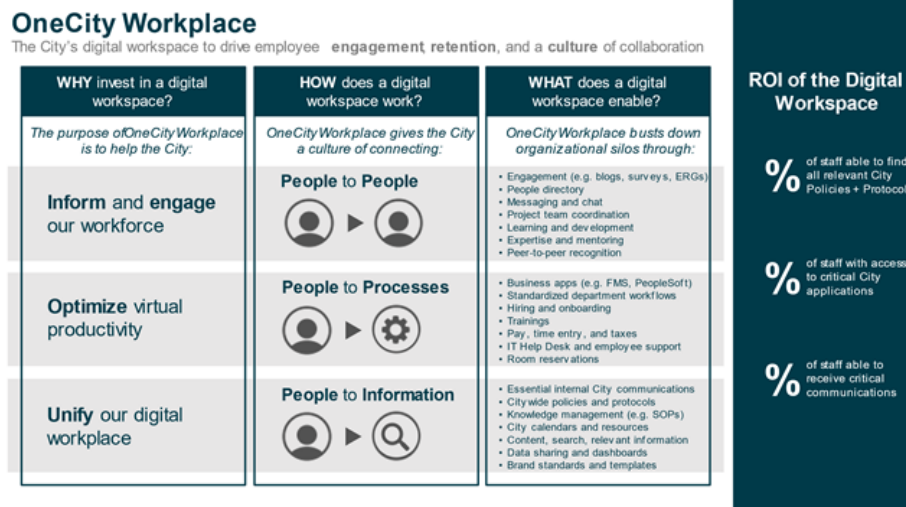 OneCity Workplace
The City's digital workspace to drive employee engagement, retention, and a culture of collaboration
WHY invest in a digital
workspace?
The purpose ofOneCityWorkplace
is to help the City:
Inform and engage
our workforce
Optimize virtual
productivity
Unify our digital
workplace
HOW does a digital
workspace work?
OneCityWorkplace gives the City
a culture of connecting:
People to People
People to Processes
People to Information
WHAT does a digital
workspace enable?
OneCityWorkplace busts down
organizational silos through:
• Engagement (e.g. blogs, surveys, ERGs)
• People directory
• Messaging and chat
• Project team coordination
• Learning and development
• Expertise and mentoring
• Peer-to-peer recognition
• Business apps (e.g. FMS, PeopleSoft)
• Standardized department workflows
• Hiring and onboarding
• Trainings
• Pay, time entry, and taxes
• IT Help Desk and employee support
• Room reservations
• Essential internal City communications
• Citywide policies and protocols
• Knowledge management (e.g. SOPs)
• City calendars and resources
• Content, search, relevant information
• Data sharing and dashboards
• Brand standards and templates
ROI of the Digital
Workspace
% of staff able to find
all relevant City
Policies + Protocol
% of staff with access
to critical City
applications
% of staff able to
receive critical
communications